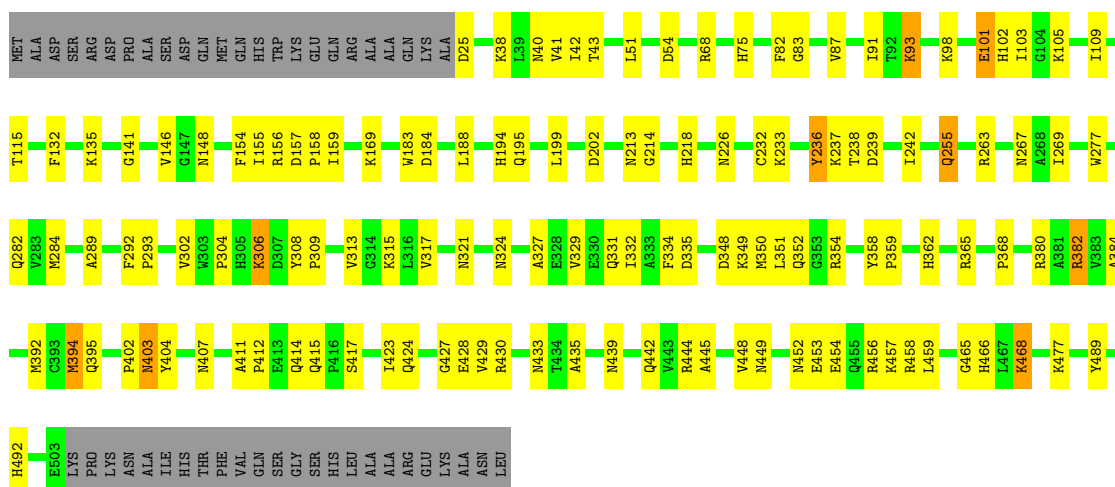 MET ALA ASP SER ARG ASP PRO ALA SER ASP GLN MET GLN HIS TRP LYS GLU GLN ARG ALA ALA GLN LYS ALA D25 K38 L39 N40 V41 I42 T43 L51 D54 R68 H75 F82 G83 V87 I91 T92 K93 K98 E101 H102 I103 G104 K105 I109
T115 F132 K135 G141 V146 G147 N148 F154 I155 R156 D157 P158 I159 K169 W183 D184 L188 H194 Q195 L199 D202 N213 G214 H218 N226 C232 K233 Y236 K237 T238 D239 I242 Q255 R263 N267 A268 I269 W277
Q282 V283 M284 A289 F292 P293 V302 W303 P304 H305 K306 D307 Y308 P309 V313 G314 K315 L316 V317 N321 N324 A327 E328 V329 E330 Q331 I332 A333 F334 D335 D348 K349 M350 L351 Q352 G353 R354 Y358 P359 H362 R365 P368 R380 A381 R382 V383 A384
M392 C393 M394 Q395 P402 N403 Y404 N407 A411 P412 E413 Q414 Q415 P416 S417 I423 Q424 G427 E428 V429 R430 N433 T434 A435 N439 Q442 V443 R444 A445 V448 N449 N452 E453 E454 Q455 R456 K457 R458 L459 G465 H466 L467 K468 K477 Y489
H492 E503 LYS PRO LYS ASN ALA ILE HIS THR PHE VAL GLN SER GLY SER HIS LEU ALA ALA ARG GLU LYS ALA ASN LEU